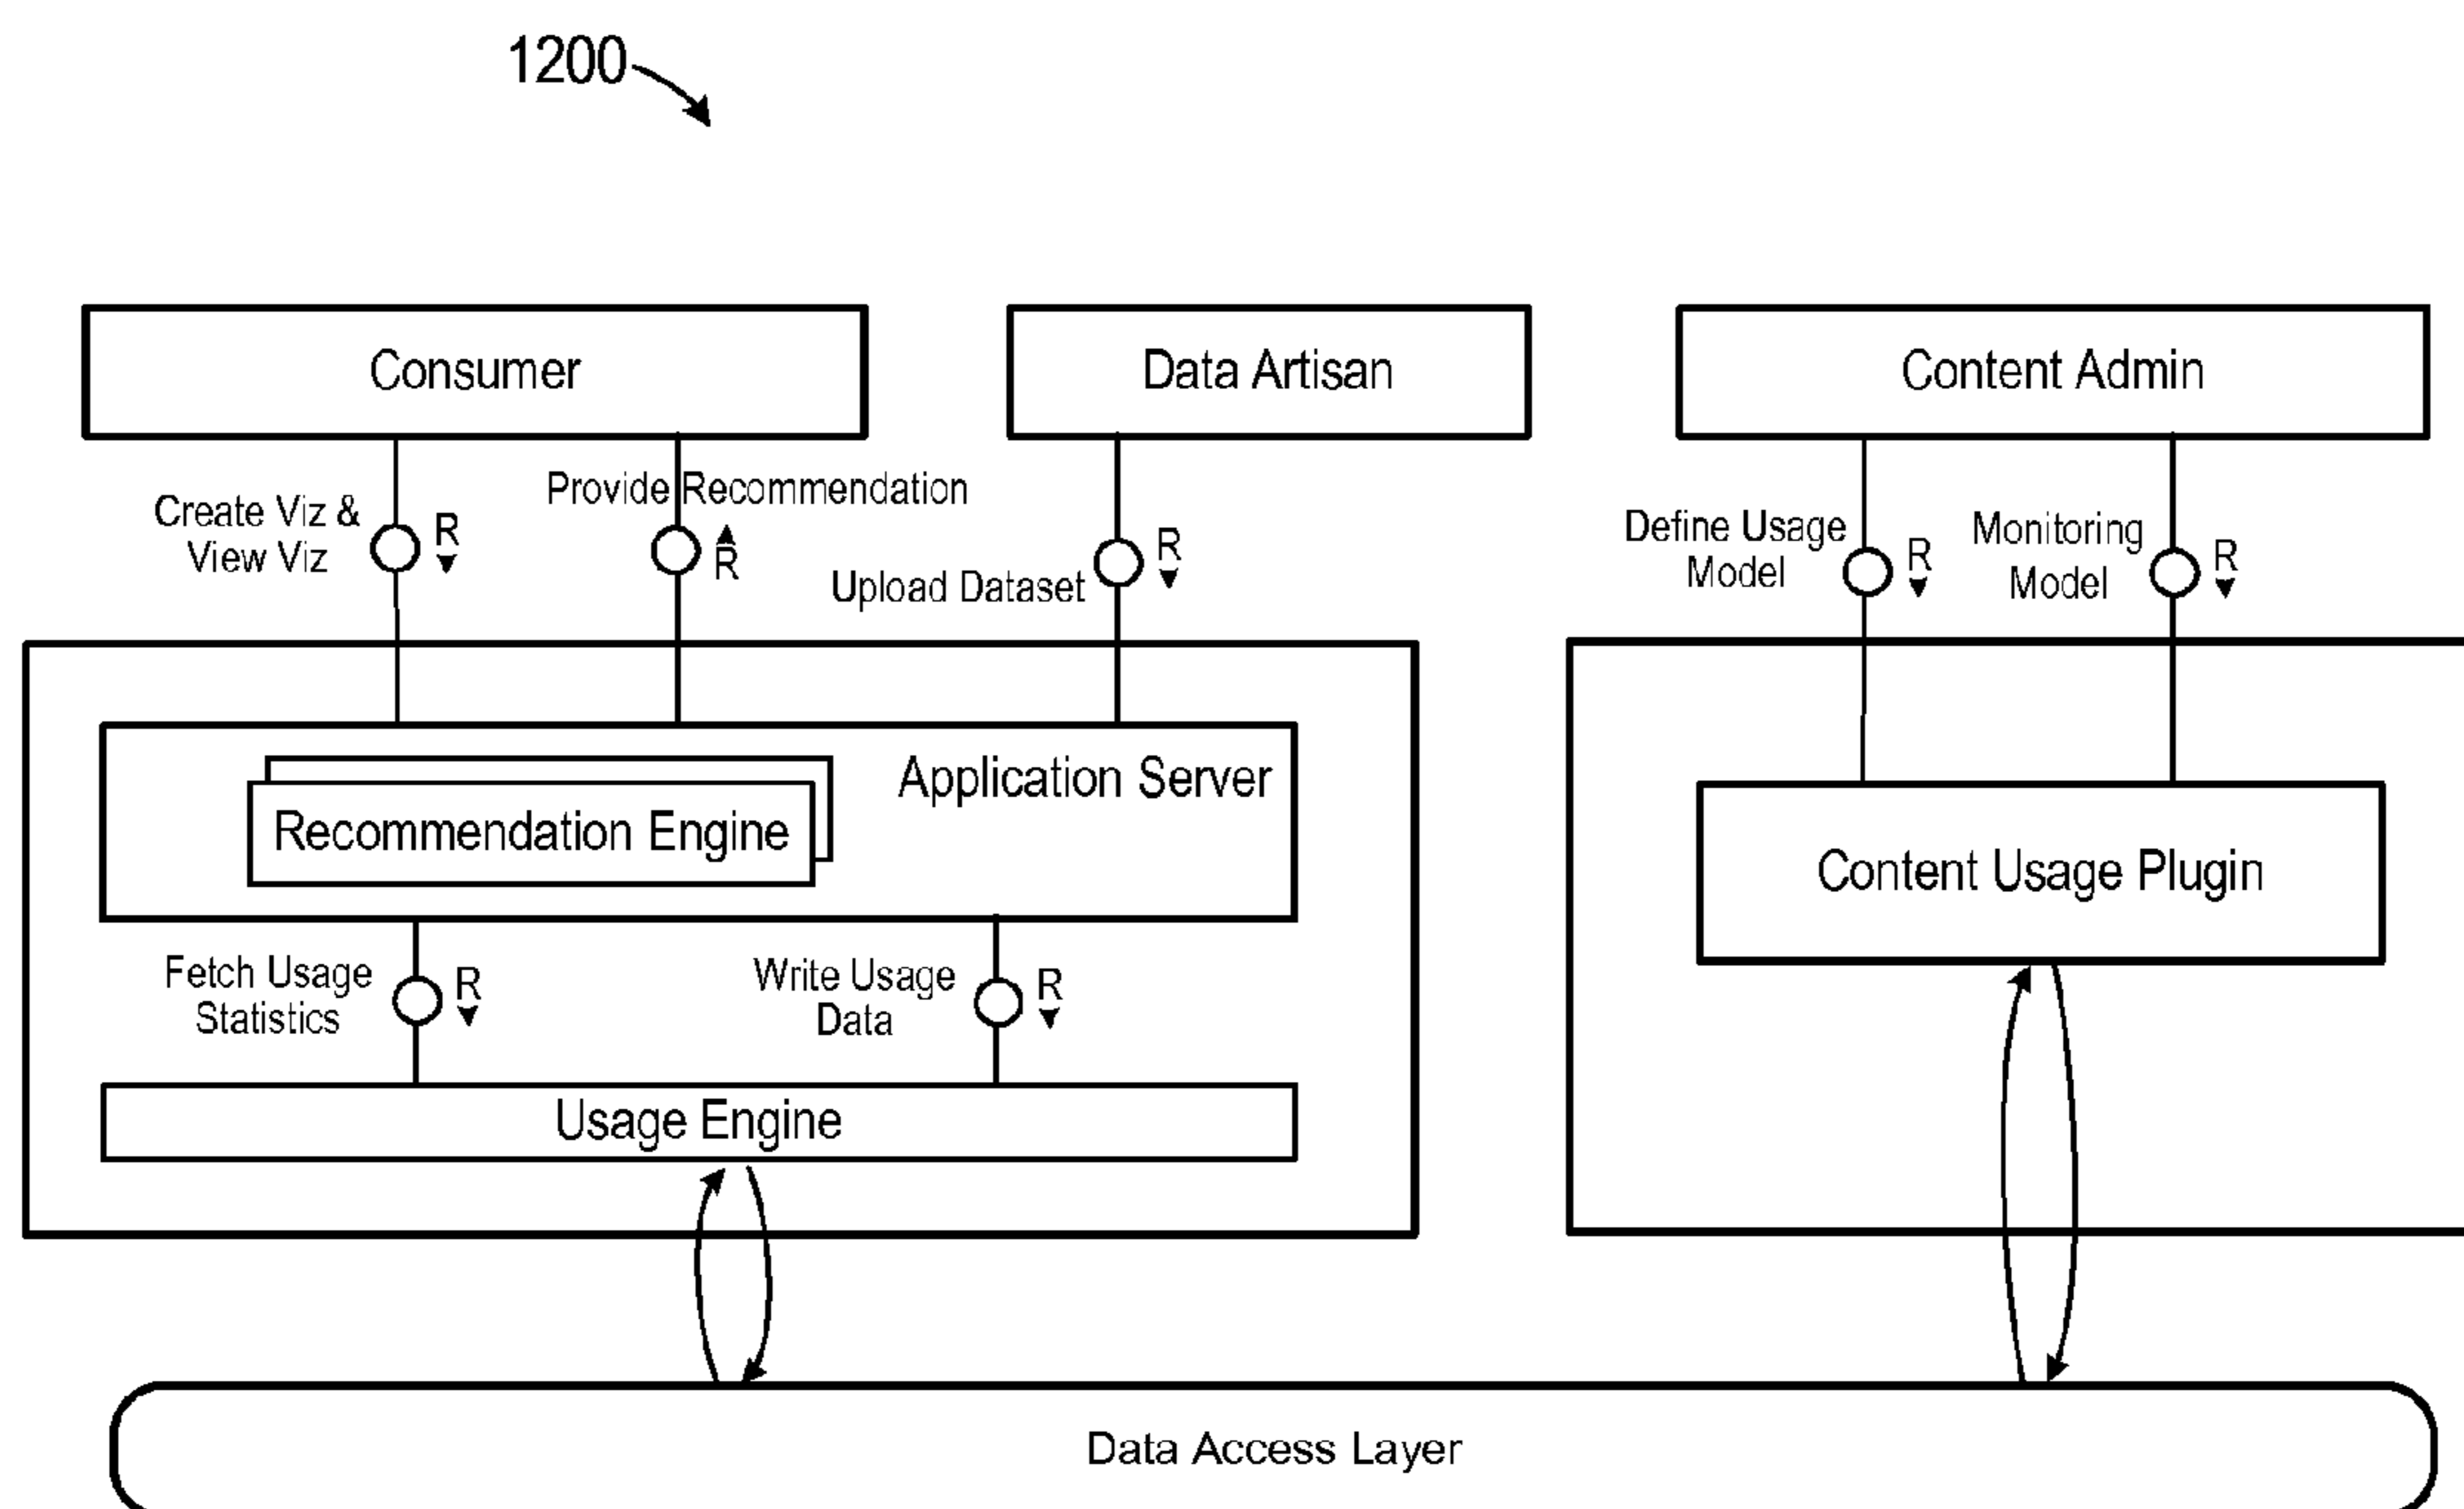 1200
Consumer
Data Artisan
Content Admin
Create Viz &
View Viz
R
Provide Recommendation
R
Upload Dataset
R
Define Usage
Model
R
Monitoring
Model
R
Application Server
Recommendation Engine
Content Usage Plugin
Fetch Usage
Statistics
R
Write Usage
Data
R
Usage Engine
Data Access Layer